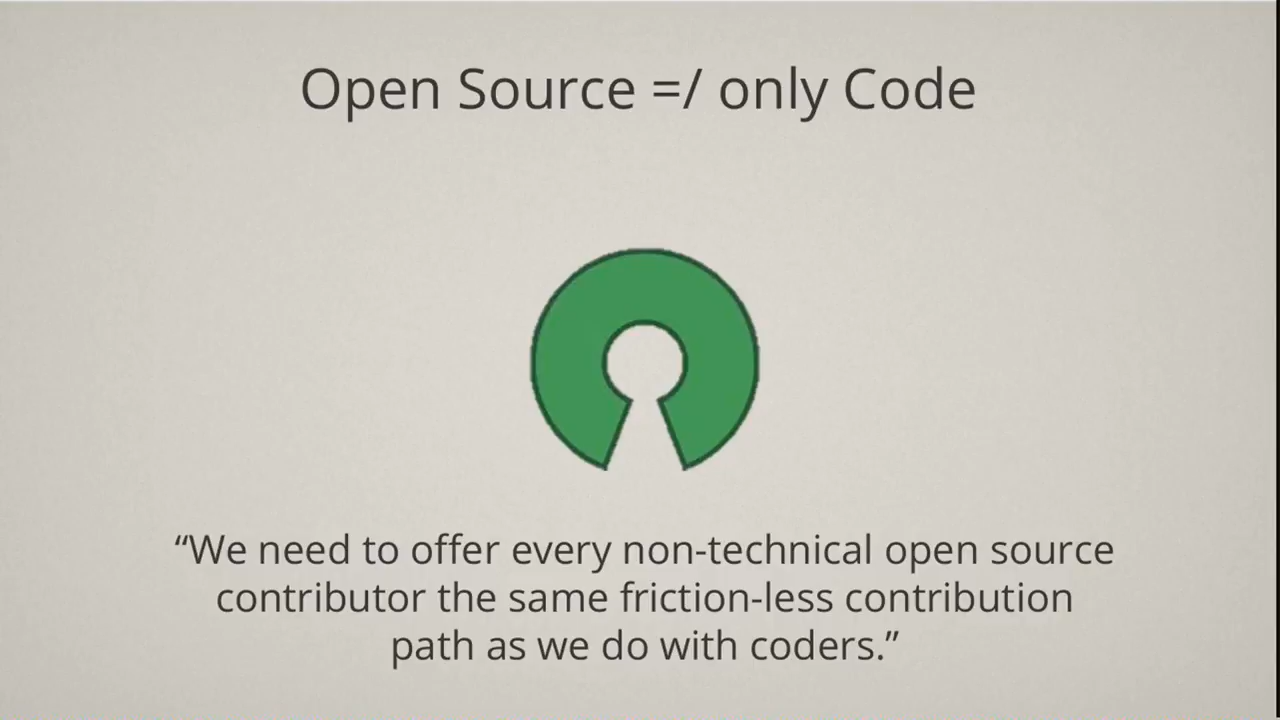 Open Source =/ only Code
“We need to offer every non-technical open source
contributor the same friction-less contribution
path as we do with coders.”